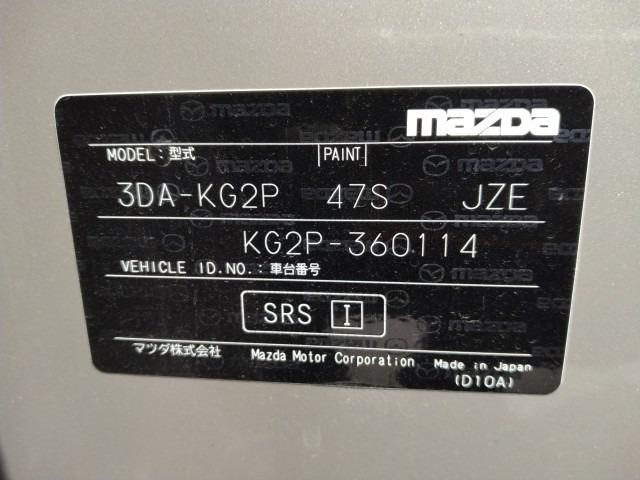 mazda
MODEL:型式 PAINT
3DA-KG2P 47S JZE
KG2P-360114
VEHICLE ID.NO.:車台番号
SRS I
マツダ株式会社 Mazda Motor Corporation Made in Japan
(D10A)